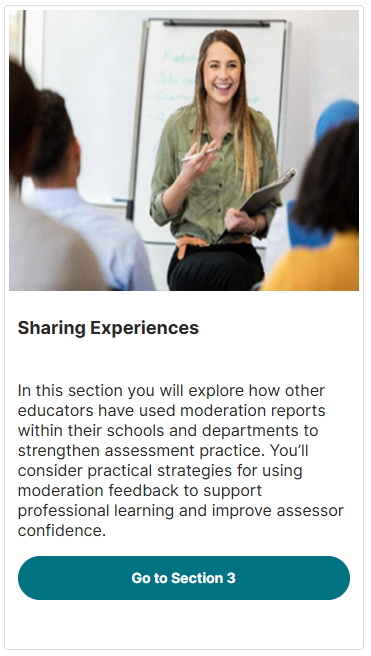 Sharing Experiences
In this section you will explore how other
educators have used moderation reports
within their schools and departments to
strengthen assessment practice. You’ll
consider practical strategies for using
moderation feedback to support
professional learning and improve assessor
confidence.
Go to Section 3